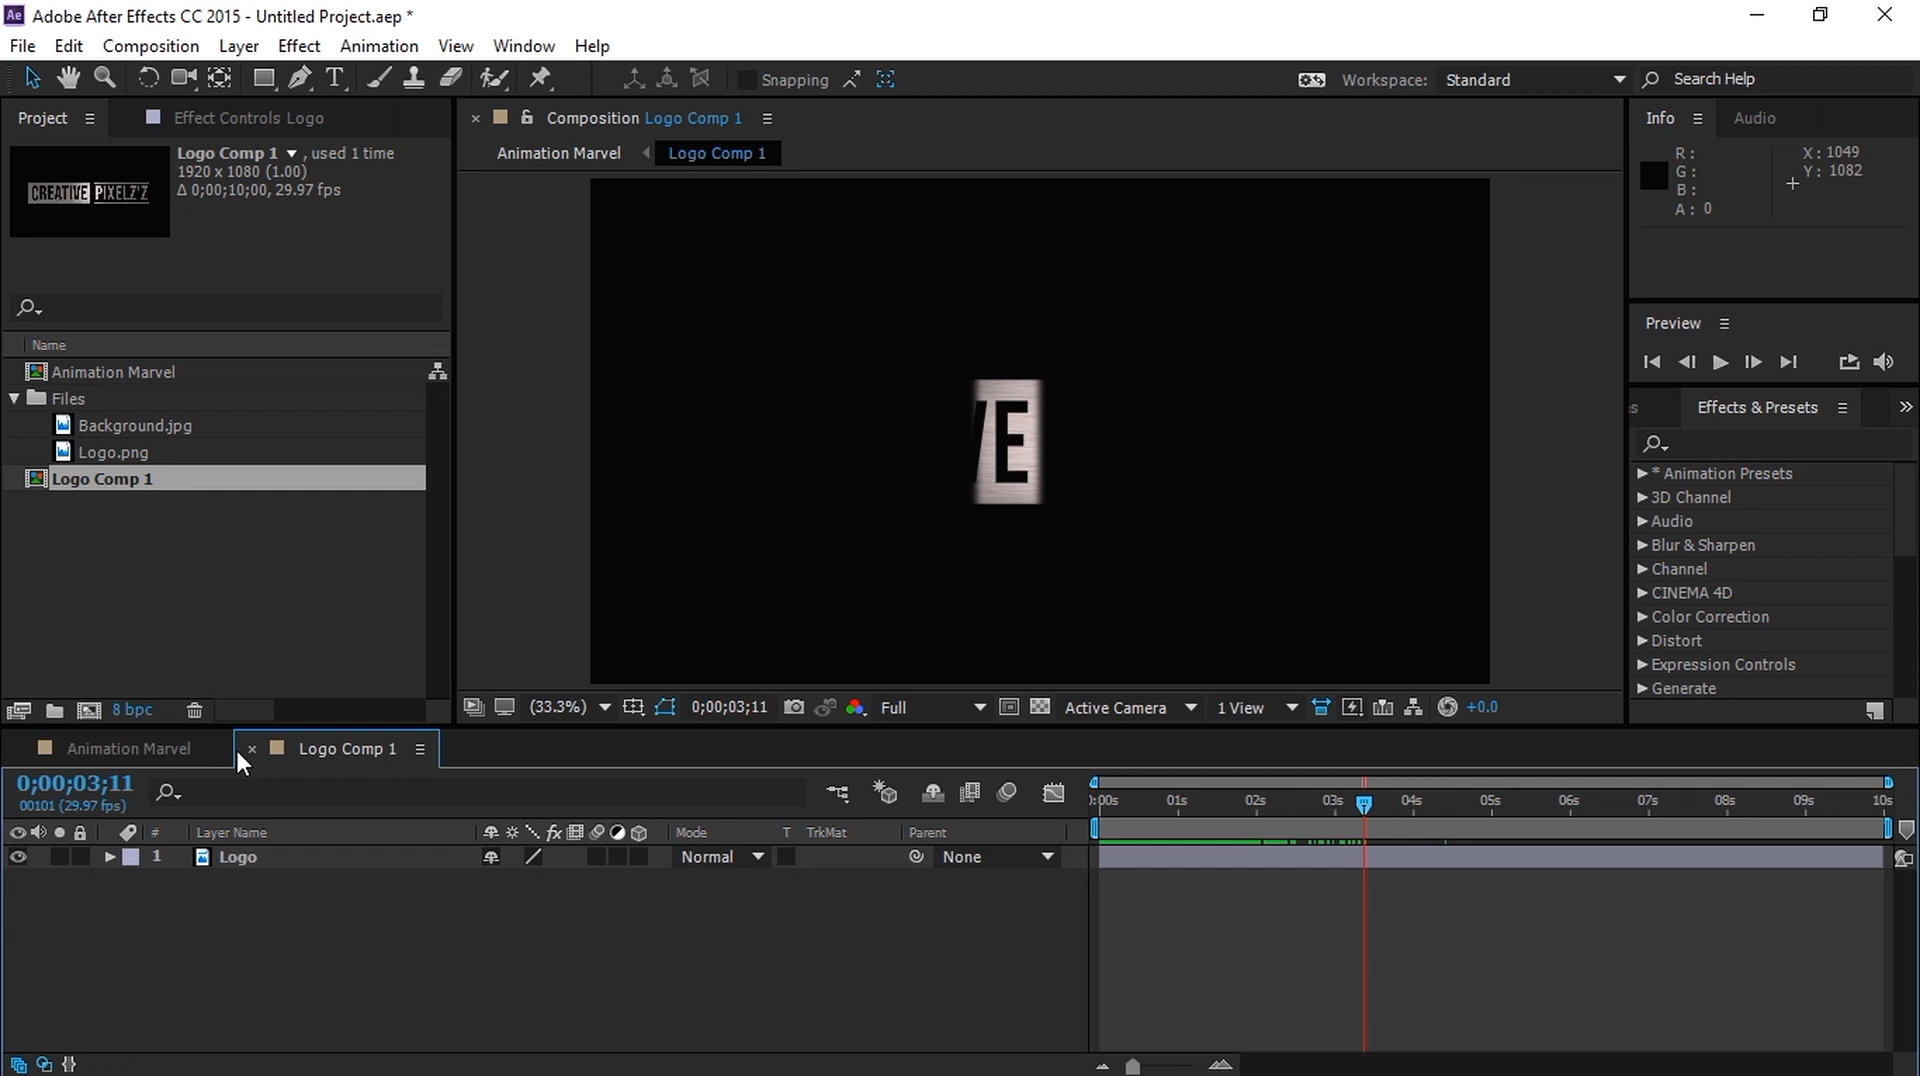 Ae Adobe After Effects CC 2015 - Untitled Project.aep *
File Edit Composition Layer Effect Animation View Window Help
T Snapping Workspace: Standard Search Help
Project Effect Controls Logo
Logo Comp 1 , used 1 time
1920 x 1080 (1.00)
Δ 0;00;10;00, 29.97 fps
CREATIVE PIXELZ'Z
Name
Animation Marvel
Files
Background.jpg
Logo.png
Logo Comp 1
8 bpc
Composition Logo Comp 1
Animation Marvel Logo Comp 1
VE
(33.3%) 0;00;03;11 Full Active Camera 1 View +0.0
Info Audio
R: X: 1049
G: Y: 1082
B:
A: 0
Preview
s Effects & Presets
* Animation Presets
3D Channel
Audio
Blur & Sharpen
Channel
CINEMA 4D
Color Correction
Distort
Expression Controls
Generate
Animation Marvel Logo Comp 1
0;00;03;11
00101 (29.97 fps)
# Layer Name fx Mode T TrkMat Parent
1 Logo Normal None
):00s 01s 02s 03s 04s 05s 06s 07s 08s 09s 10s